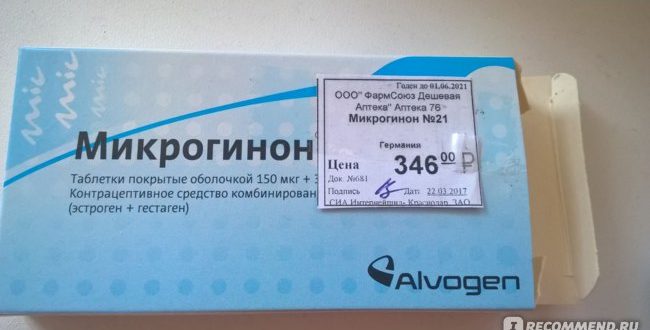 mic
mic
mic
Микрогинон
Таблетки покрытые оболочкой 150 мкг +
Контрацептивное средство комбинирован
(эстроген + гестаген)
Годен до 01.06.2021
ООО" ФармСоюз Дешевая
Аптека" Аптека 76
Микрогинон №21
Германия
Цена 346 00 ₽
Док. №681
Подпись Дат: 22.03.2017
СИА Интернейшнл- Краснодар, ЗАО
Alvogen
IRECOMMEND.RU